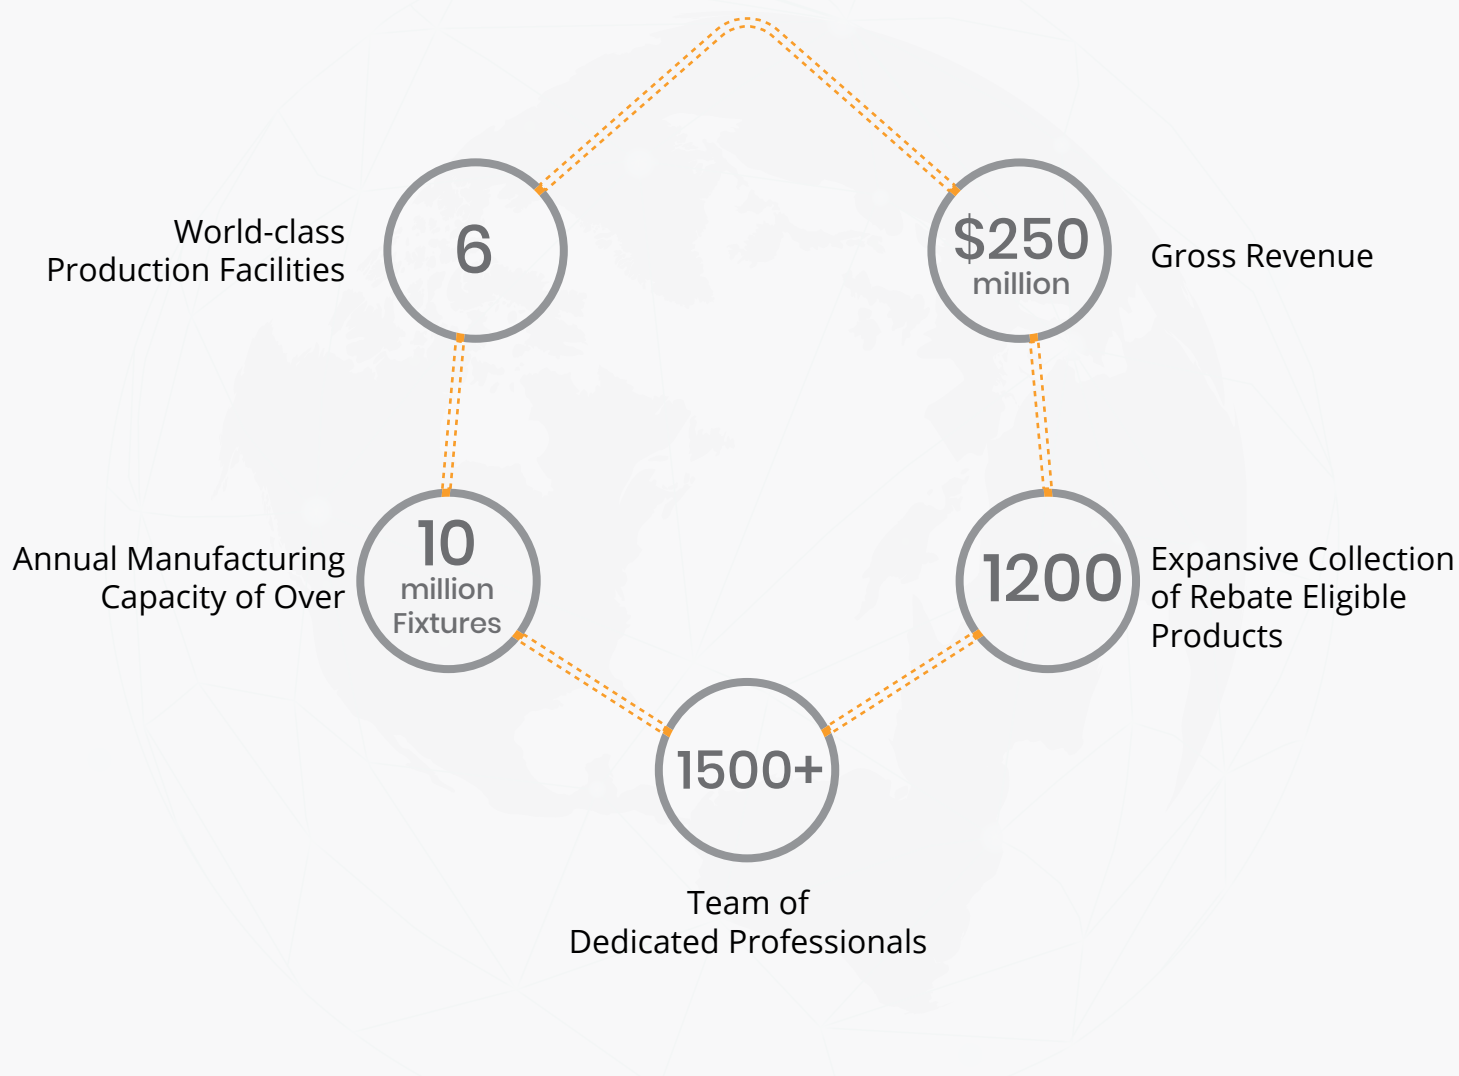 World-class
Production Facilities
6
$250
million
Gross Revenue
Annual Manufacturing
Capacity of Over
10
million
Fixtures
1200
Expansive Collection
of Rebate Eligible
Products
1500+
Team of
Dedicated Professionals